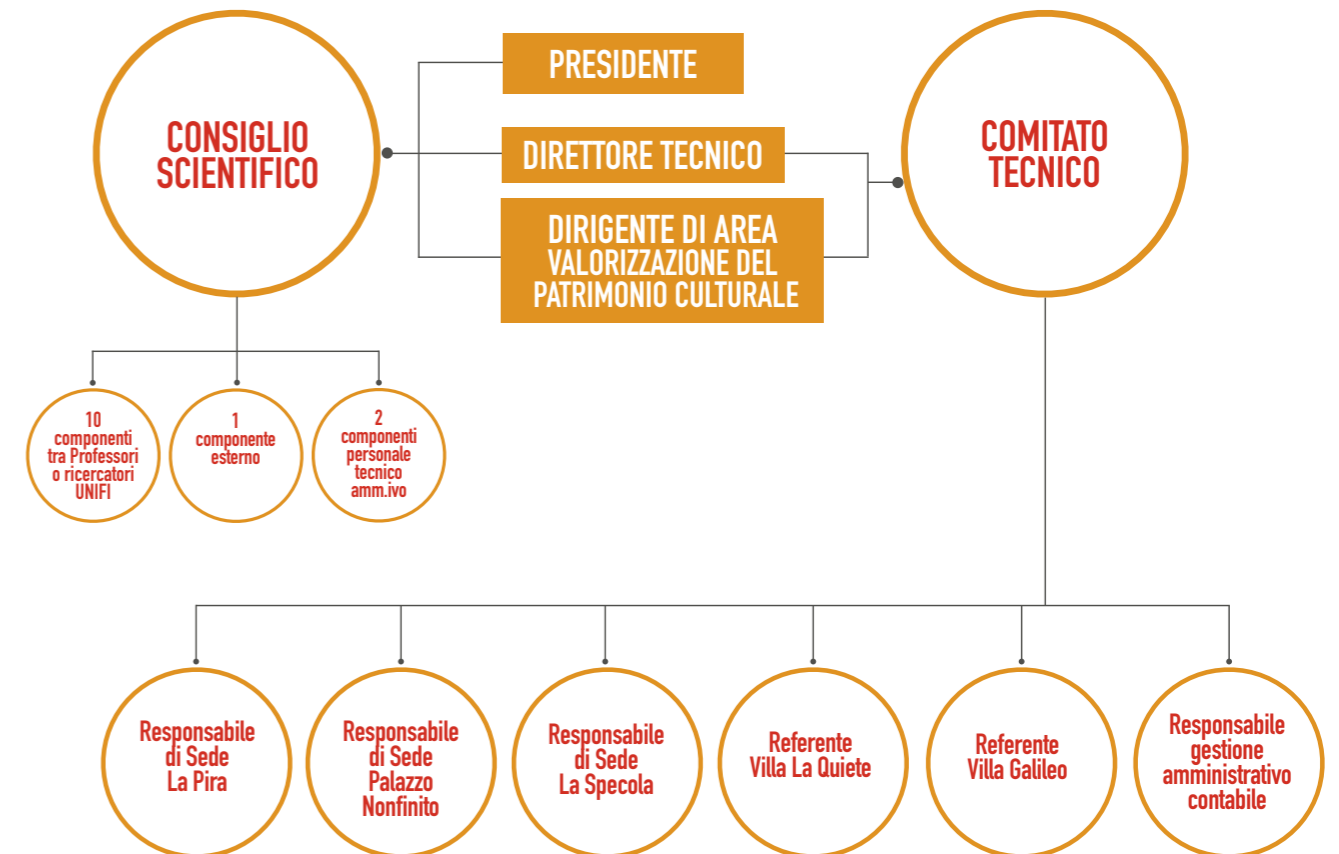 CONSIGLIO
SCIENTIFICO
PRESIDENTE
DIRETTORE TECNICO
DIRIGENTE DI AREA
VALORIZZAZIONE DEL
PATRIMONIO CULTURALE
COMITATO
TECNICO
10
componenti
tra Professori
o ricercatori
UNIFI
1
componente
esterno
2
componenti
personale
tecnico
amm.ivo
Responsabile
di Sede
La Pira
Responsabile
di Sede
Palazzo
Nonfinito
Responsabile
di Sede
La Specola
Referente
Villa La Quiete
Referente
Villa Galileo
Responsabile
gestione
amministrativo
contabile